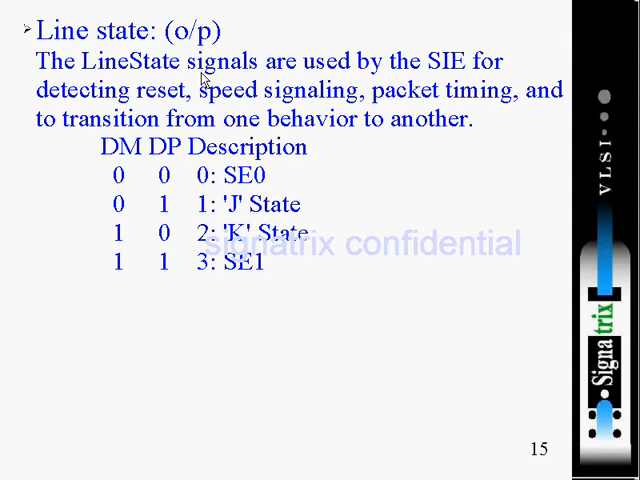 Line state: (o/p)
The LineState signals are used by the SIE for
detecting reset, speed signaling, packet timing, and
to transition from one behavior to another.
DM DP Description
0 0 0: SE0
0 1 1: 'J' State
1 0 2: 'K' State
signatrix confidential
1 1 3: SE1
15
VLSI
Signatrix